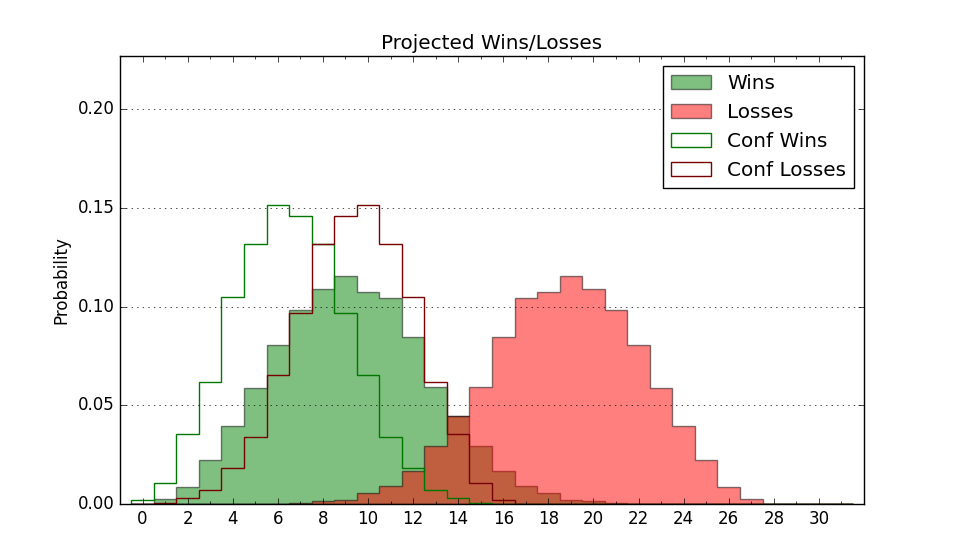 Projected Wins/Losses
Wins
Losses
Conf Wins
Conf Losses
Probability
0.20
0.15
0.10
0.05
0.00
0 2 4 6 8 10 12 14 16 18 20 22 24 26 28 30